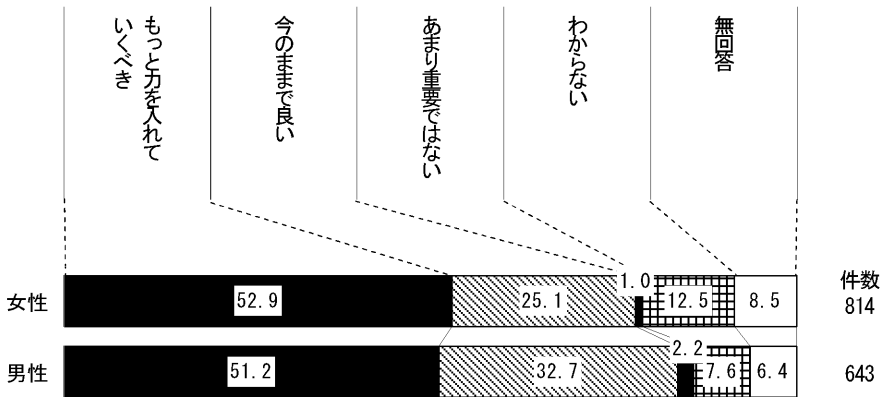 もっと力を入れて
いくべき
今のままで良い
あまり重要ではない
わからない
無回答
件数
女性
52.9
25.1
1.0
12.5
8.5
814
男性
51.2
32.7
2.2
7.6
6.4
643